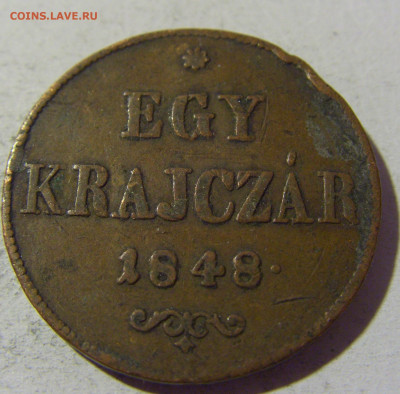 COINS.LAVE.RU
EGY
KRAJCZÁR
1848·